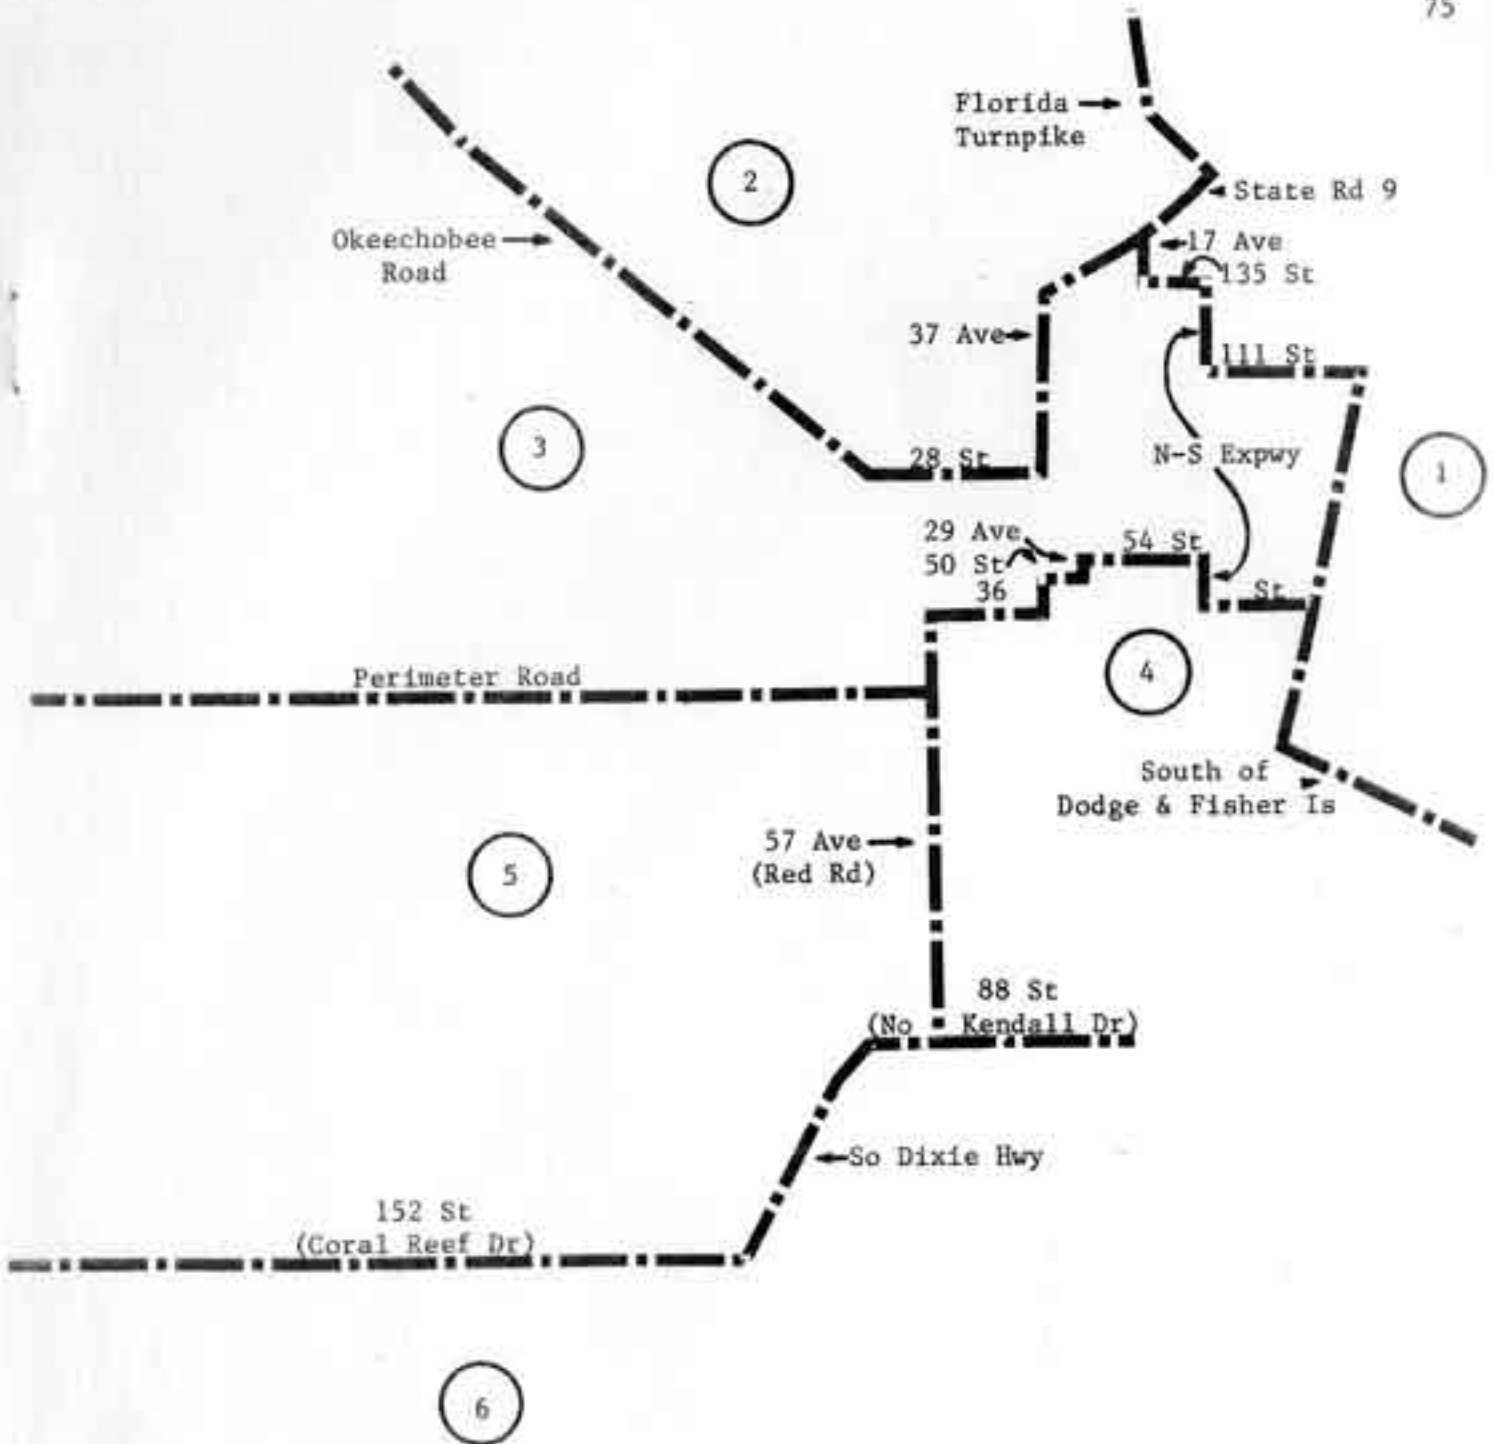 75
Florida
Turnpike
2
State Rd 9
Okeechobee
Road
17 Ave
135 St
37 Ave
111 St
3
28 St
N-S Expwy
1
29 Ave
54 St
50 St
36
St
4
Perimeter Road
South of
Dodge & Fisher Is
57 Ave
(Red Rd)
5
88 St
(No Kendall Dr)
So Dixie Hwy
152 St
(Coral Reef Dr)
6